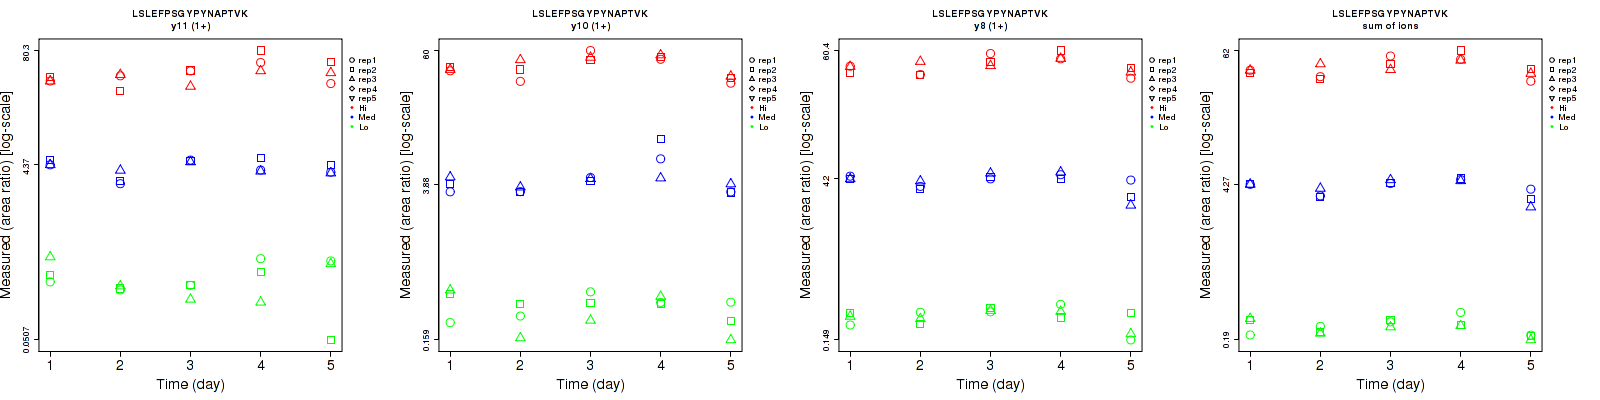 LSLEFPSGYPYNAPTVK
y11 (1+)
Measured (area ratio) [log-scale]
80.3
4.37
0.0507
1 2 3 4 5
Time (day)
rep1
rep2
rep3
rep4
rep5
Hi
Med
Lo
LSLEFPSGYPYNAPTVK
y10 (1+)
Measured (area ratio) [log-scale]
60
3.88
0.159
1 2 3 4 5
Time (day)
rep1
rep2
rep3
rep4
rep5
Hi
Med
Lo
LSLEFPSGYPYNAPTVK
y8 (1+)
Measured (area ratio) [log-scale]
60.4
4.2
0.149
1 2 3 4 5
Time (day)
rep1
rep2
rep3
rep4
rep5
Hi
Med
Lo
LSLEFPSGYPYNAPTVK
sum of ions
Measured (area ratio) [log-scale]
62
4.27
0.19
1 2 3 4 5
Time (day)
rep1
rep2
rep3
rep4
rep5
Hi
Med
Lo